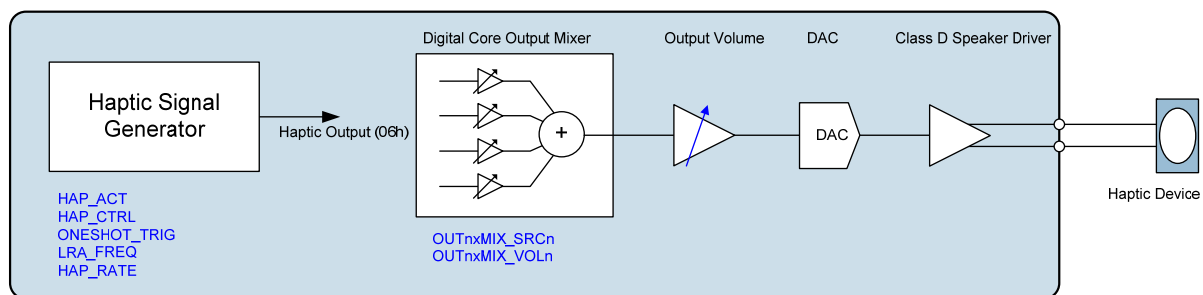 Digital Core Output Mixer
Output Volume
DAC
Class D Speaker Driver
Haptic Signal
Generator
Haptic Output (06h)
+
DAC
Haptic Device
HAP_ACT
HAP_CTRL
ONESHOT_TRIG
LRA_FREQ
HAP_RATE
OUTnxMIX_SRCn
OUTnxMIX_VOLn